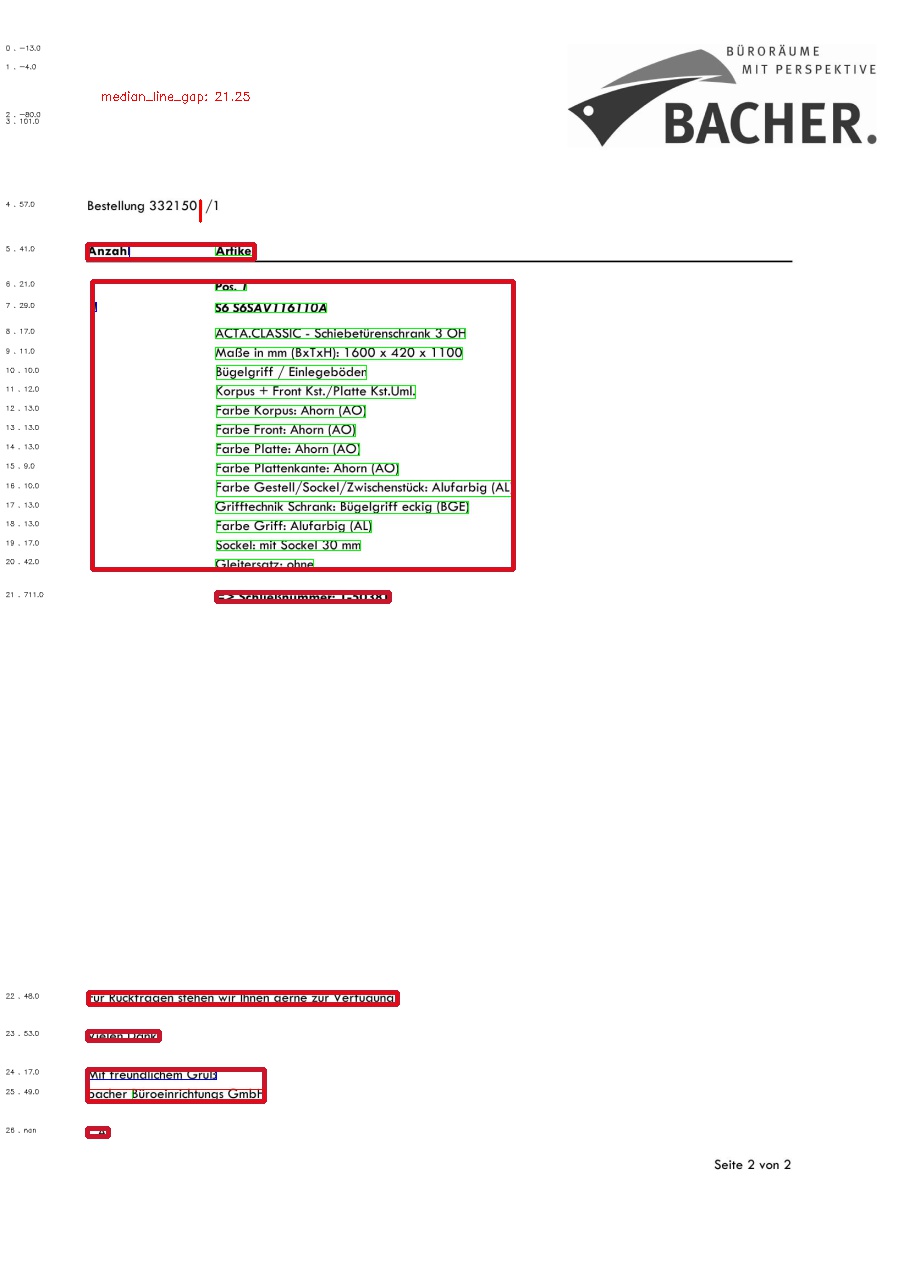 0 . -13.0
BÜRORÄUME
1 . -4.0
MIT PERSPEKTIVE
median_line_gap: 21.25
BACHER.
2 . -80.0
3 . 101.0
4 . 57.0 Bestellung 332150 /1
5 . 41.0 Anzahl Artikel
6 . 21.0 Pos. 1
7 . 29.0 S6 S6SAV116110A
8 . 17.0 ACTA.CLASSIC - Schiebetürenschrank 3 OH
9 . 11.0 Maße in mm (BxTxH): 1600 x 420 x 1100
10 . 10.0 Bügelgriff / Einlegeböden
11 . 12.0 Korpus + Front Kst./Platte Kst.Uml.
12 . 13.0 Farbe Korpus: Ahorn (AO)
13 . 13.0 Farbe Front: Ahorn (AO)
14 . 13.0 Farbe Platte: Ahorn (AO)
15 . 9.0 Farbe Plattenkante: Ahorn (AO)
16 . 10.0 Farbe Gestell/Sockel/Zwischenstück: Alufarbig (AL
17 . 13.0 Grifftechnik Schrank: Bügelgriff eckig (BGE)
18 . 13.0 Farbe Griff: Alufarbig (AL)
19 . 17.0 Sockel: mit Sockel 30 mm
20 . 42.0 Gleitersatz: ohne
21 . 711.0 Schließnummer:
22 . 48.0 Für Rückfragen stehen wir Ihnen gerne zur Verfügung
23 . 53.0 Vielen Dank
24 . 17.0 Mit freundlichem Gruß
25 . 49.0 bacher Büroeinrichtungs GmbH
26 . nan
Seite 2 von 2